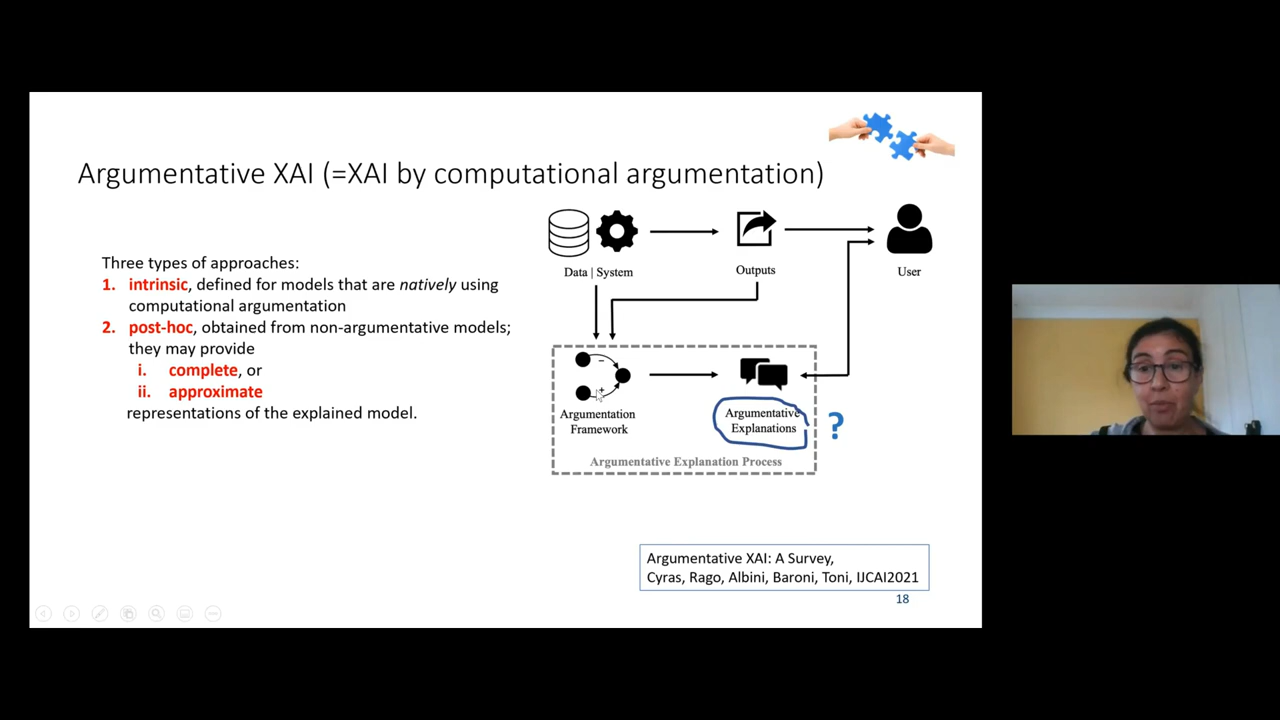 Argumentative XAI (=XAI by computational argumentation)
Three types of approaches:
1. intrinsic, defined for models that are natively using
computational argumentation
2. post-hoc, obtained from non-argumentative models;
they may provide
i. complete, or
ii. approximate
representations of the explained model.
Data | System
Outputs
User
Argumentation
Framework
Argumentative
Explanations
?
Argumentative Explanation Process
Argumentative XAI: A Survey,
Cyras, Rago, Albini, Baroni, Toni, IJCAI2021
18